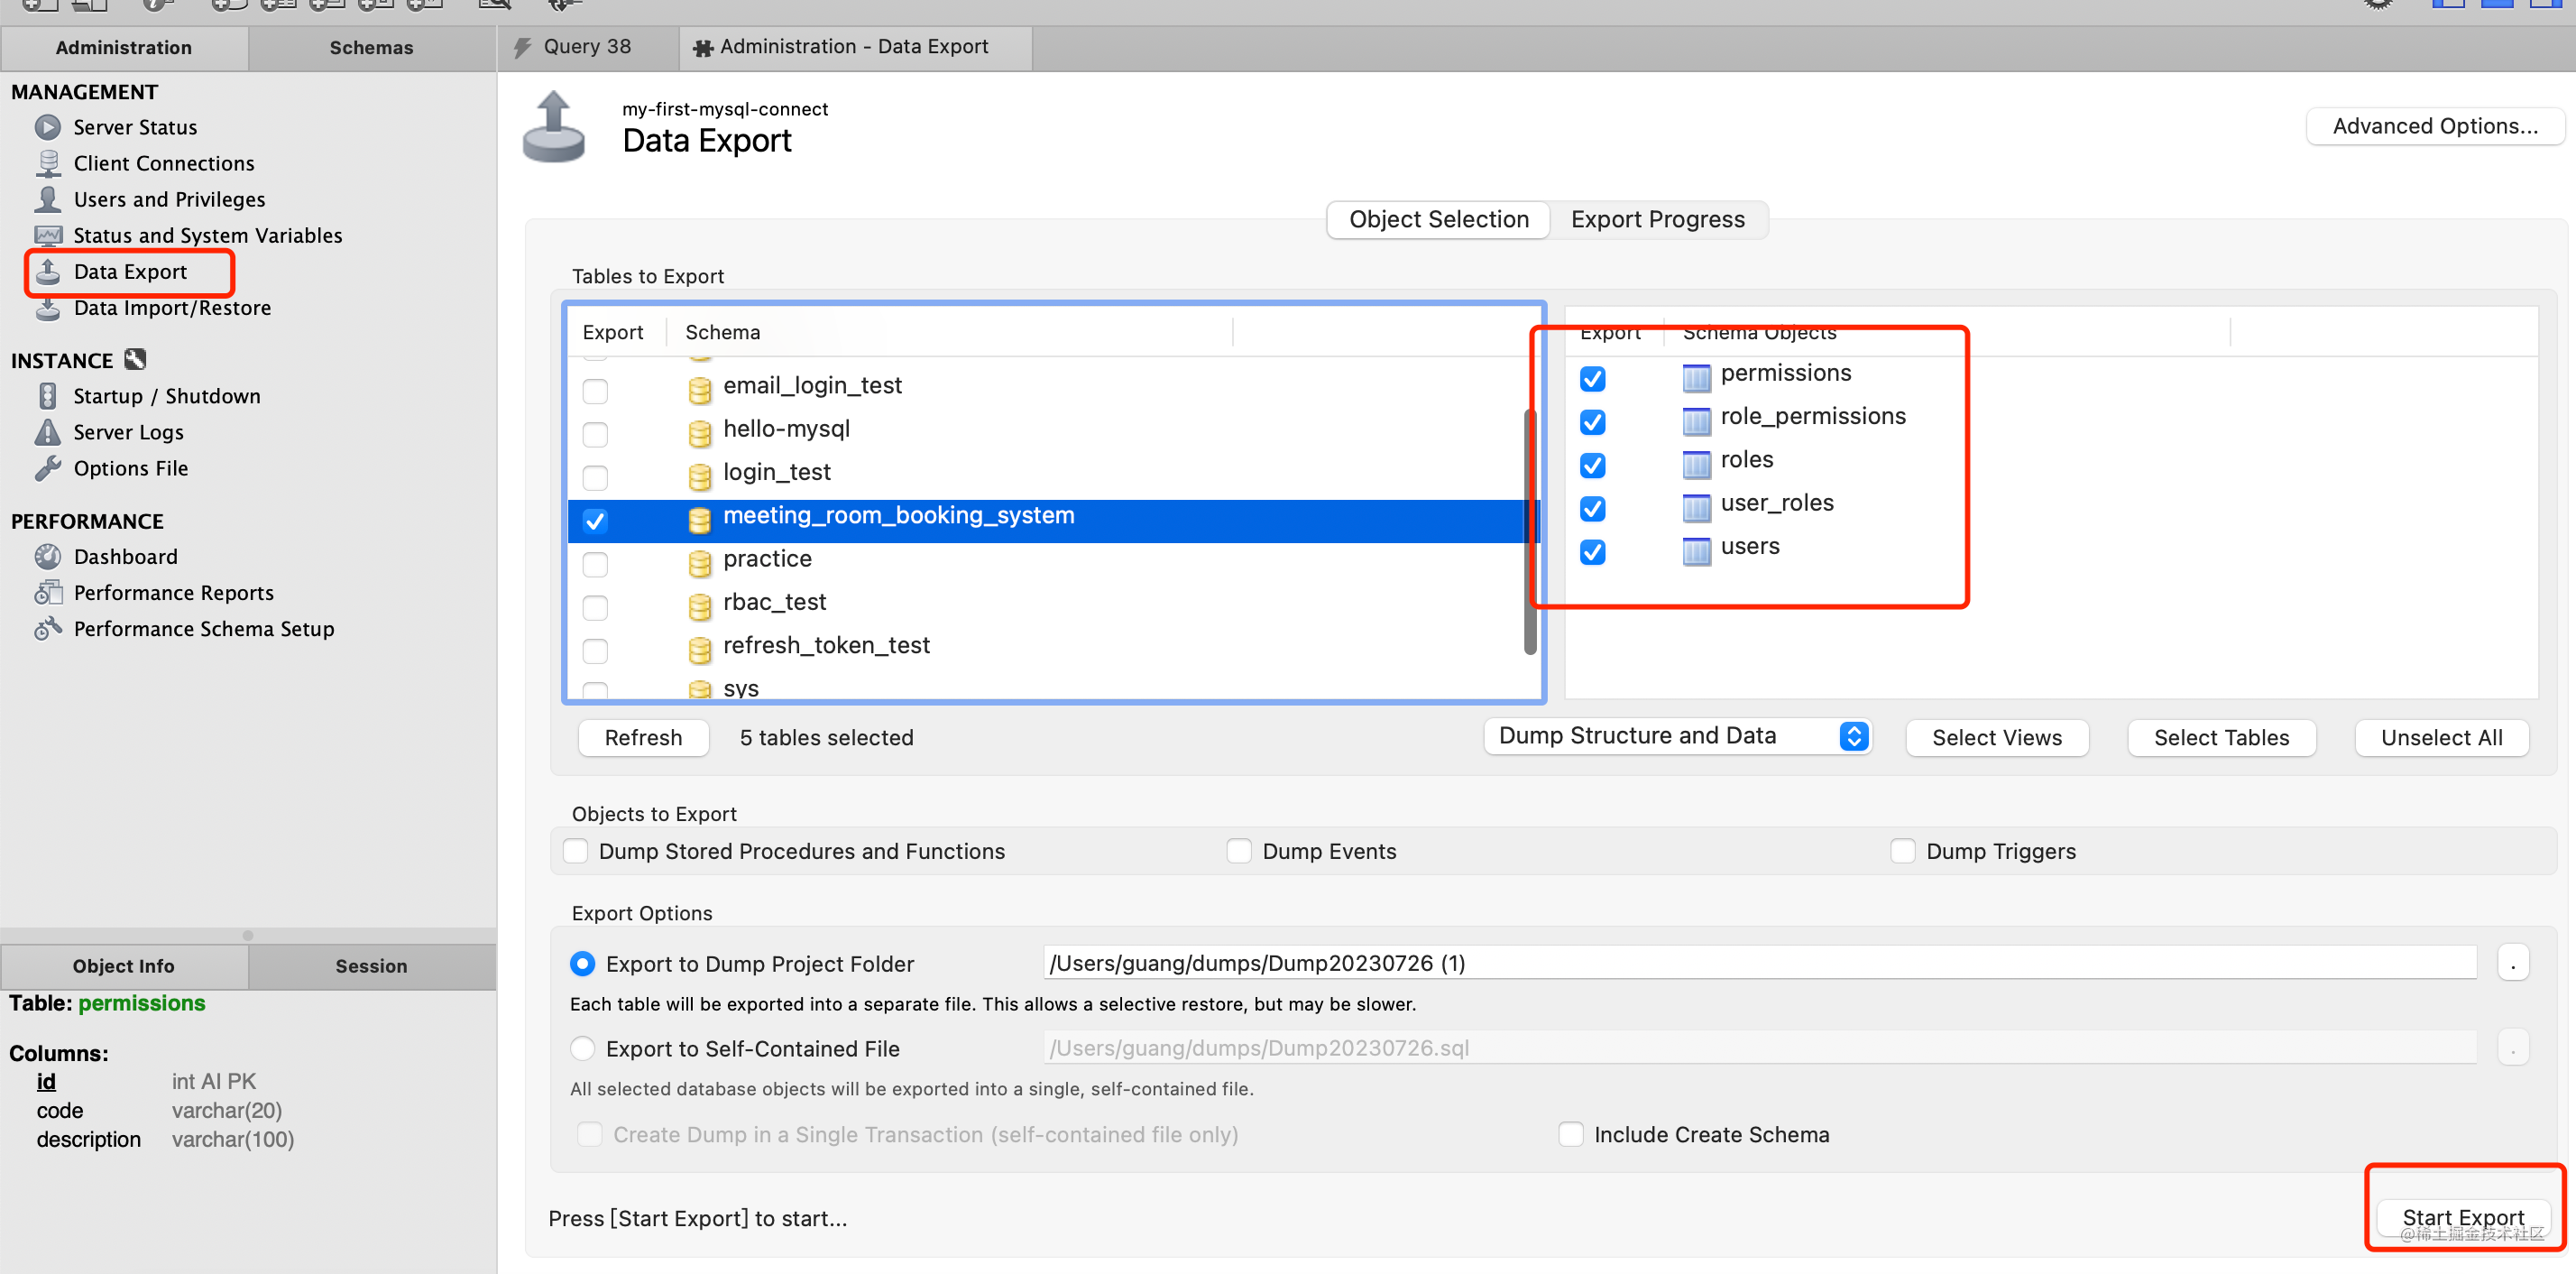 Administration
Schemas
Query 38
Administration - Data Export
MANAGEMENT
Server Status
Client Connections
Users and Privileges
Status and System Variables
Data Export
Data Import/Restore
INSTANCE
Startup / Shutdown
Server Logs
Options File
PERFORMANCE
Dashboard
Performance Reports
Performance Schema Setup
Object Info
Session
Table: permissions
Columns:
id int AI PK
code varchar(20)
description varchar(100)
my-first-mysql-connect
Data Export
Advanced Options...
Object Selection
Export Progress
Tables to Export
Export Schema
email_login_test
hello-mysql
login_test
meeting_room_booking_system
practice
rbac_test
refresh_token_test
sys
Export Schema Objects
permissions
role_permissions
roles
user_roles
users
Refresh
5 tables selected
Dump Structure and Data
Select Views
Select Tables
Unselect All
Objects to Export
Dump Stored Procedures and Functions
Dump Events
Dump Triggers
Export Options
Export to Dump Project Folder
/Users/guang/dumps/Dump20230726 (1)
.
Each table will be exported into a separate file. This allows a selective restore, but may be slower.
Export to Self-Contained File
/Users/guang/dumps/Dump20230726.sql
.
All selected database objects will be exported into a single, self-contained file.
Create Dump in a Single Transaction (self-contained file only)
Include Create Schema
Press [Start Export] to start...
Start Export
@稀土掘金技术社区